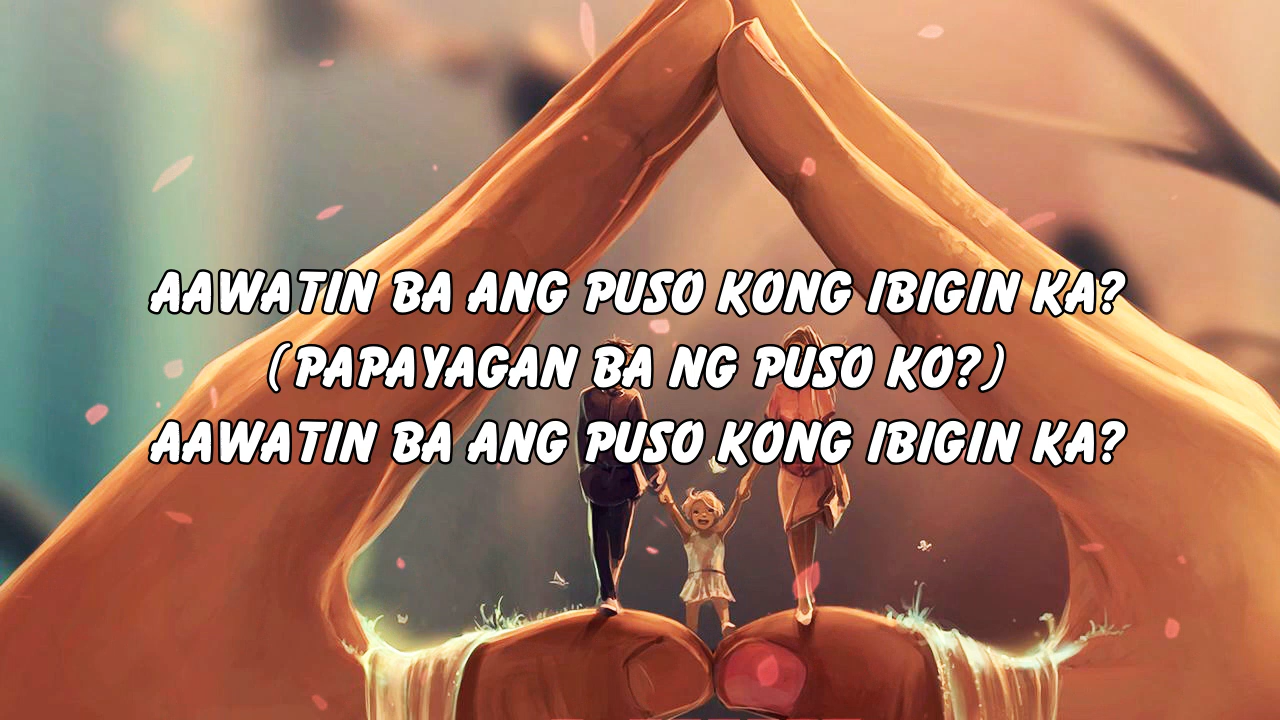 AAWATIN BA ANG PUSO KONG IBIGIN KA?
(PAPAYAGAN BA NG PUSO KO?)
AAWATIN BA ANG PUSO KONG IBIGIN KA?